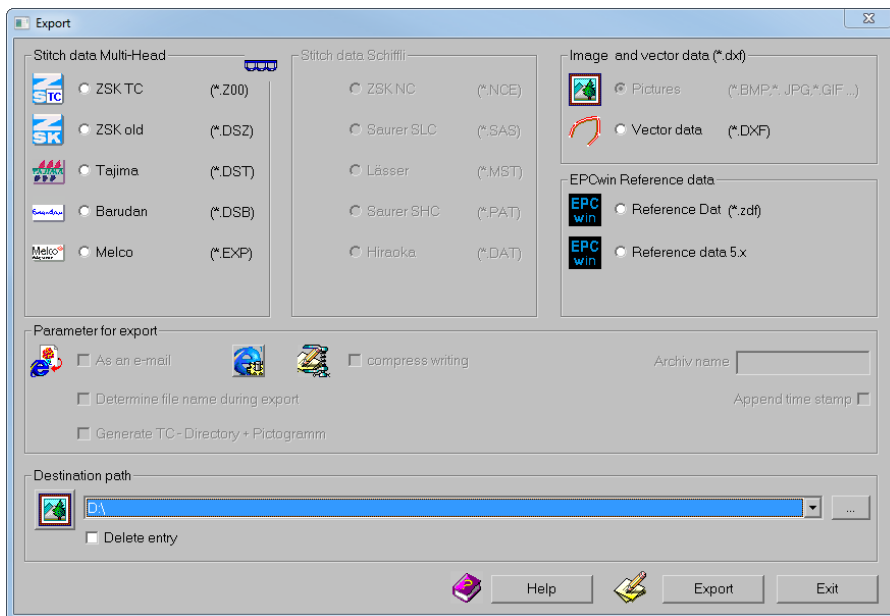 Export
Stitch data Multi-Head
ZSK TC (*.Z00)
ZSK old (*.DSZ)
Tajima (*.DST)
Barudan (*.DSB)
Melco (*.EXP)
Stitch data Schiffli
ZSK NC (*.NCE)
Saurer SLC (*.SAS)
Lässer (*.MST)
Saurer SHC (*.PAT)
Hiraoka (*.DAT)
Image and vector data (*.dxf)
Pictures (*.BMP,*. JPG,*.GIF ...)
Vector data (*.DXF)
EPCwin Reference data
EPC
win
Reference Dat (*.zdf)
EPC
win
Reference data 5.x
Parameter for export
As an e-mail
compress writing
Archiv name
Determine file name during export
Append time stamp
Generate TC - Directory + Pictogramm
Destination path
D:\
...
Delete entry
Help
Export
Exit